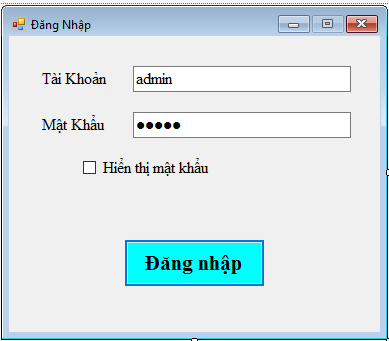 Đăng Nhập
Tài Khoản admin
Mật Khẩu ●●●●●
Hiển thị mật khẩu
Đăng nhập